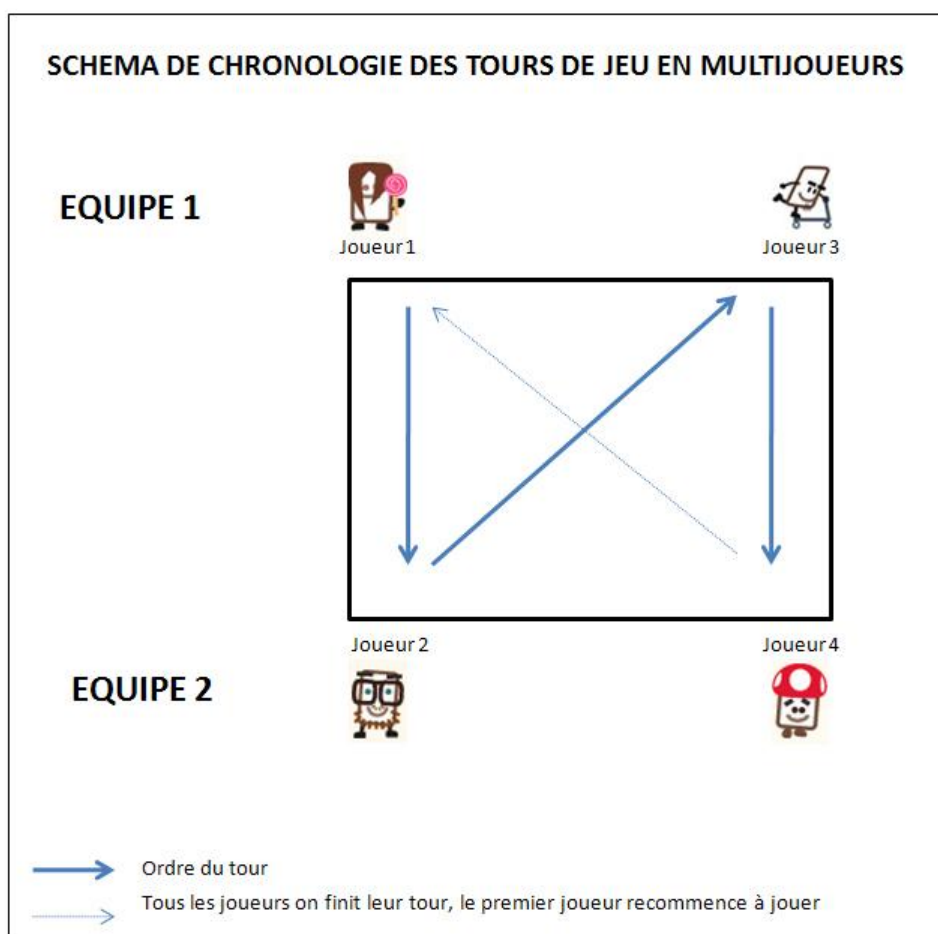 SCHEMA DE CHRONOLOGIE DES TOURS DE JEU EN MULTIJOUEURS
EQUIPE 1
Joueur 1
Joueur 3
Joueur 2
Joueur 4
EQUIPE 2
Ordre du tour
Tous les joueurs on finit leur tour, le premier joueur recommence à jouer